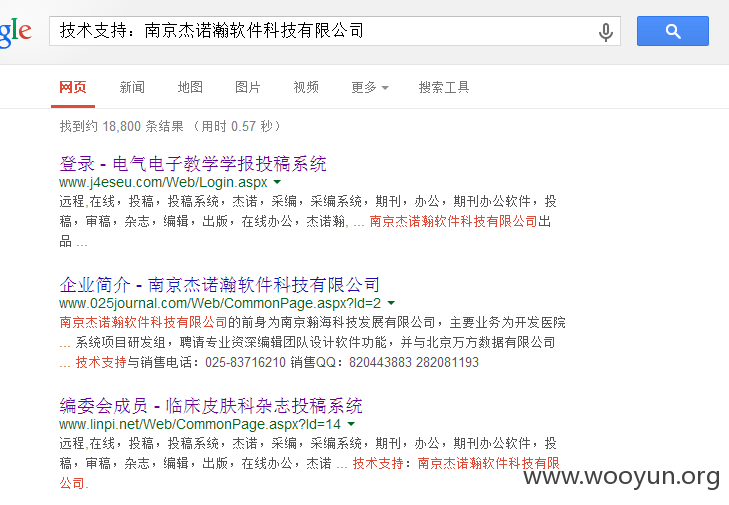 gle 技术支持：南京杰诺瀚软件科技有限公司
网页 新闻 地图 图片 视频 更多 搜索工具
找到约 18,800 条结果 （用时 0.57 秒）
登录 - 电气电子教学学报投稿系统
www.j4eseu.com/Web/Login.aspx
远程,在线，投稿，投稿系统，杰诺，采编，采编系统，期刊，办公，期刊办公软件，投
稿，审稿，杂志，编辑，出版，在线办公，杰诺瀚, ... 南京杰诺瀚软件科技有限公司出
品 ...
企业简介 - 南京杰诺瀚软件科技有限公司
www.025journal.com/Web/CommonPage.aspx?Id=2
南京杰诺瀚软件科技有限公司的前身为南京瀚海科技发展有限公司，主要业务为开发医院
... 系统项目研发组，聘请专业资深编辑团队设计软件功能，并与北京万方数据有限公司
... 技术支持与销售电话：025-83716210 销售QQ：820443883 282081193
编委会成员 - 临床皮肤科杂志投稿系统
www.linpi.net/Web/CommonPage.aspx?Id=14
远程,在线，投稿，投稿系统，杰诺，采编，采编系统，期刊，办公，期刊办公软件，投
稿，审稿，杂志，编辑，出版，在线办公，杰诺 ... 技术支持：南京杰诺瀚软件科技有限
公司.
www.wooyun.org